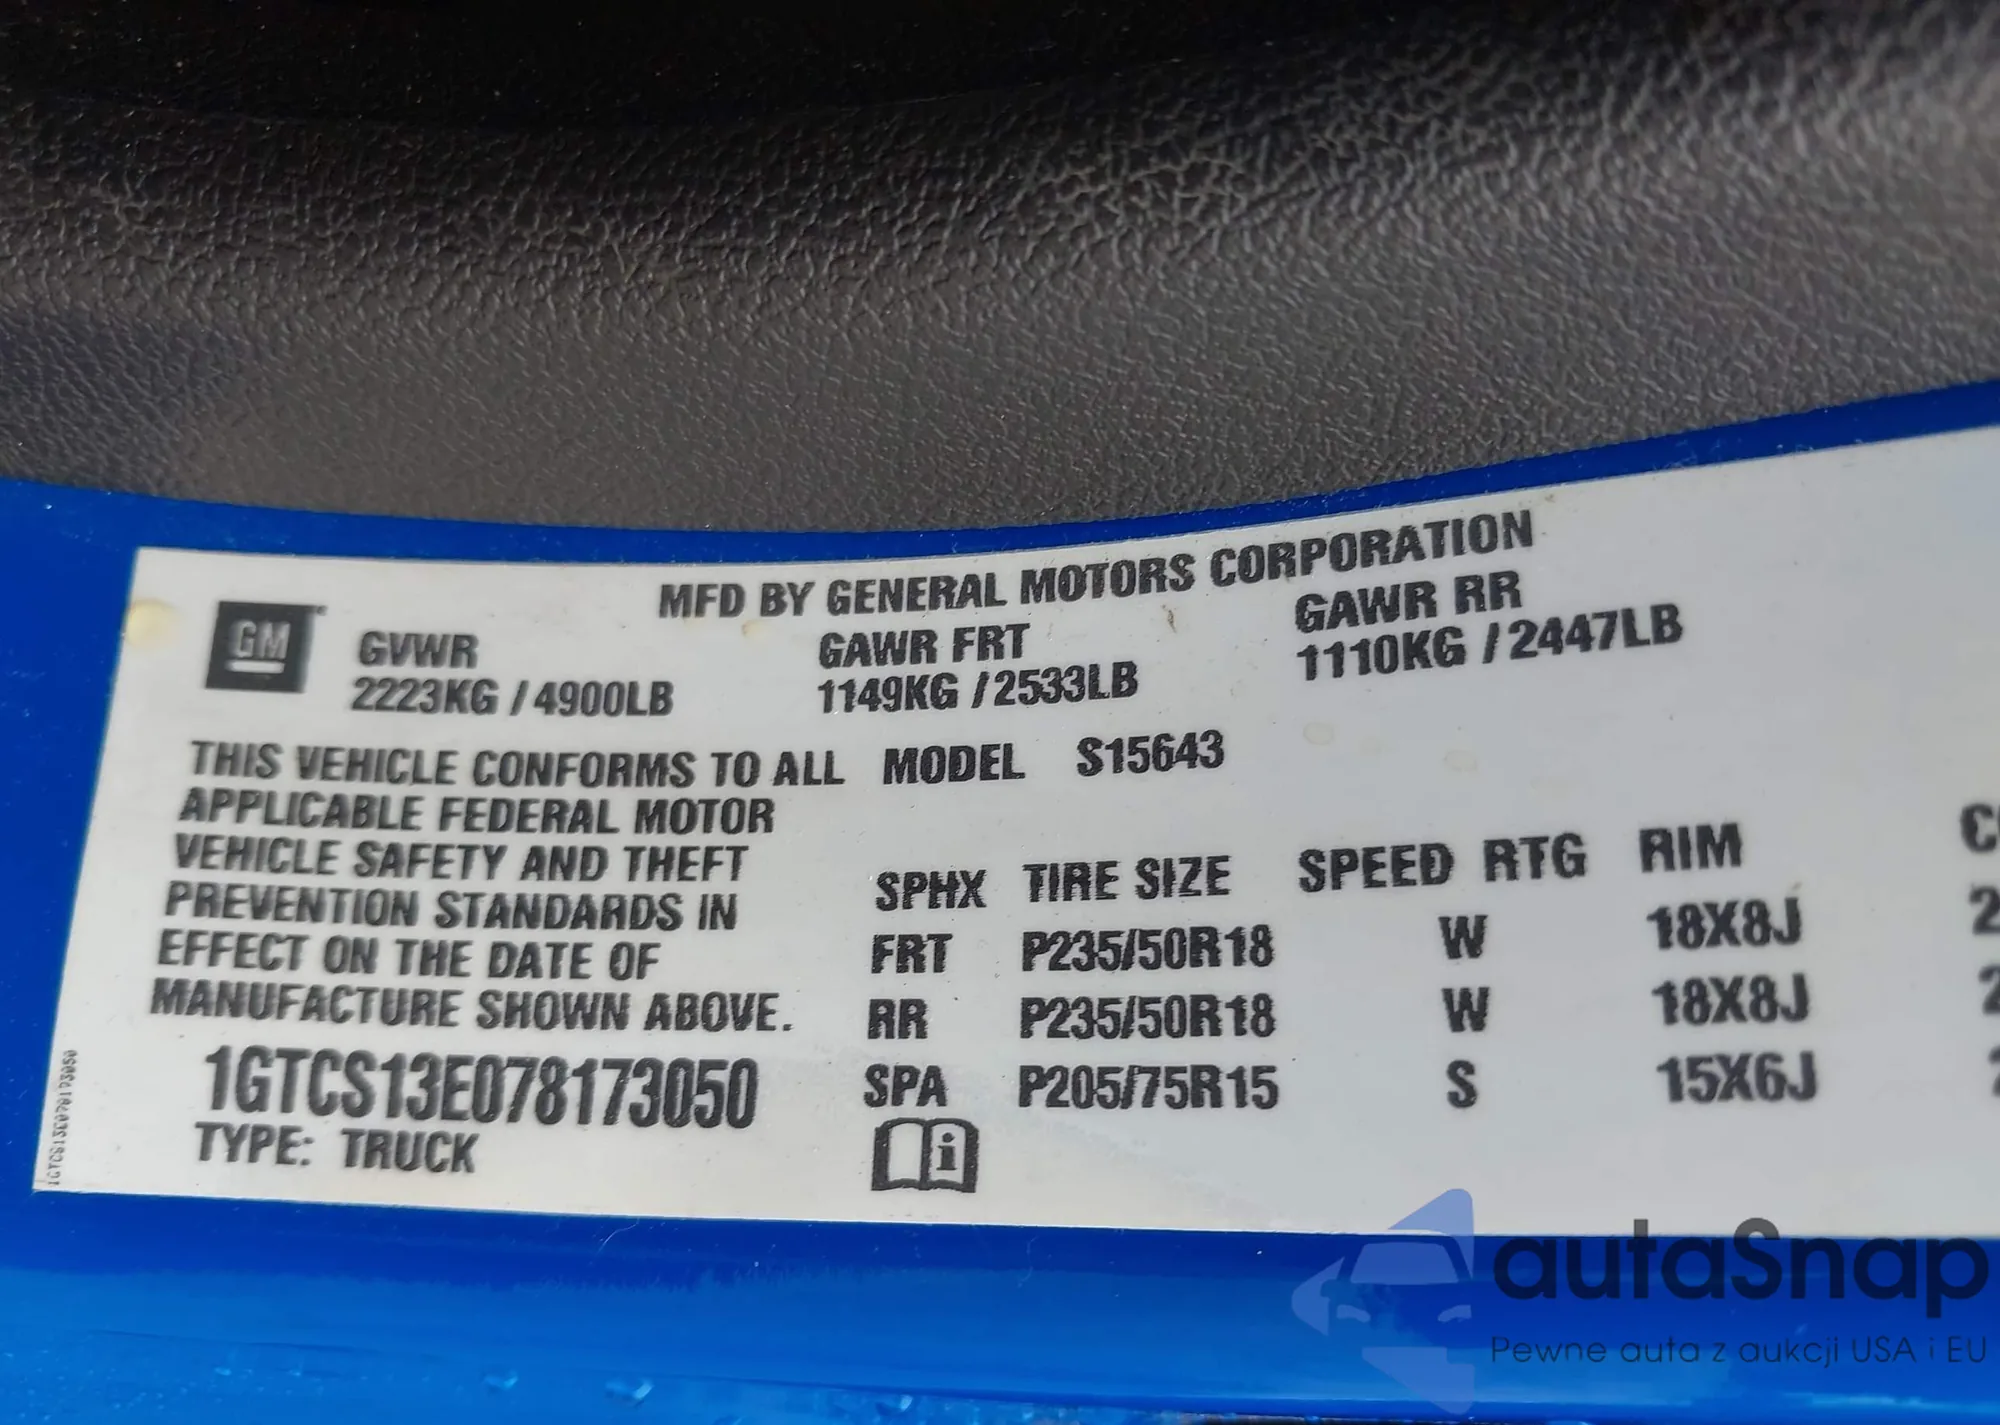 MFD BY GENERAL MOTORS CORPORATION
GM GVWR GAWR FRT GAWR RR
2223KG / 4900LB 1149KG / 2533LB 1110KG / 2447LB
THIS VEHICLE CONFORMS TO ALL MODEL S15643
APPLICABLE FEDERAL MOTOR
VEHICLE SAFETY AND THEFT
PREVENTION STANDARDS IN
EFFECT ON THE DATE OF
MANUFACTURE SHOWN ABOVE.
1GTCS13E078173050
TYPE: TRUCK
SPHX TIRE SIZE SPEED RTG RIM
FRT P235/50R18 W 18X8J
RR P235/50R18 W 18X8J
SPA P205/75R15 S 15X6J
i
1GTCS13E078173050
autaSnap
Pewne auta z aukcji USA i EU